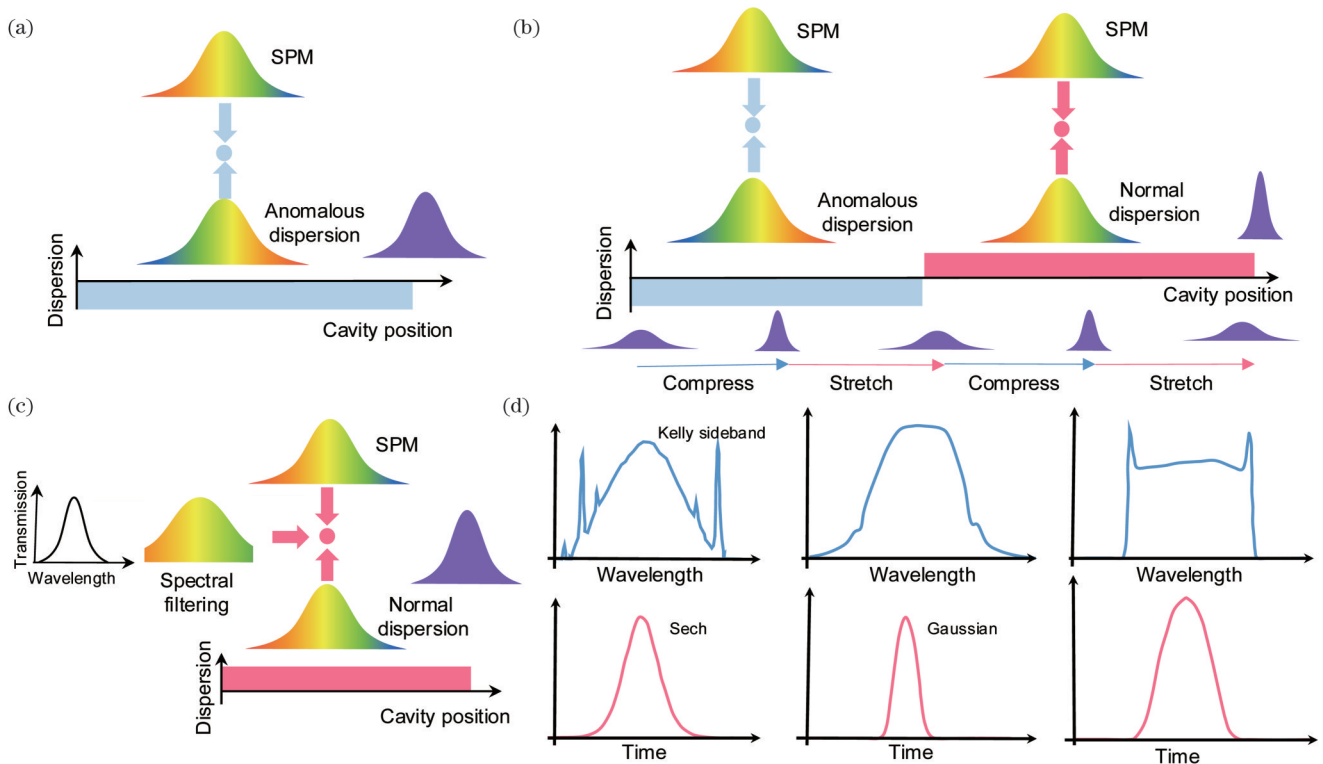 (a)
SPM
Anomalous
dispersion
Dispersion
Cavity position
(b)
SPM
SPM
Anomalous
dispersion
Normal
dispersion
Dispersion
Cavity position
Compress
Stretch
Compress
Stretch
(c)
SPM
Transmission
Wavelength
Spectral
filtering
Normal
dispersion
Dispersion
Cavity position
(d)
Kelly sideband
Wavelength
Wavelength
Wavelength
Sech
Gaussian
Time
Time
Time